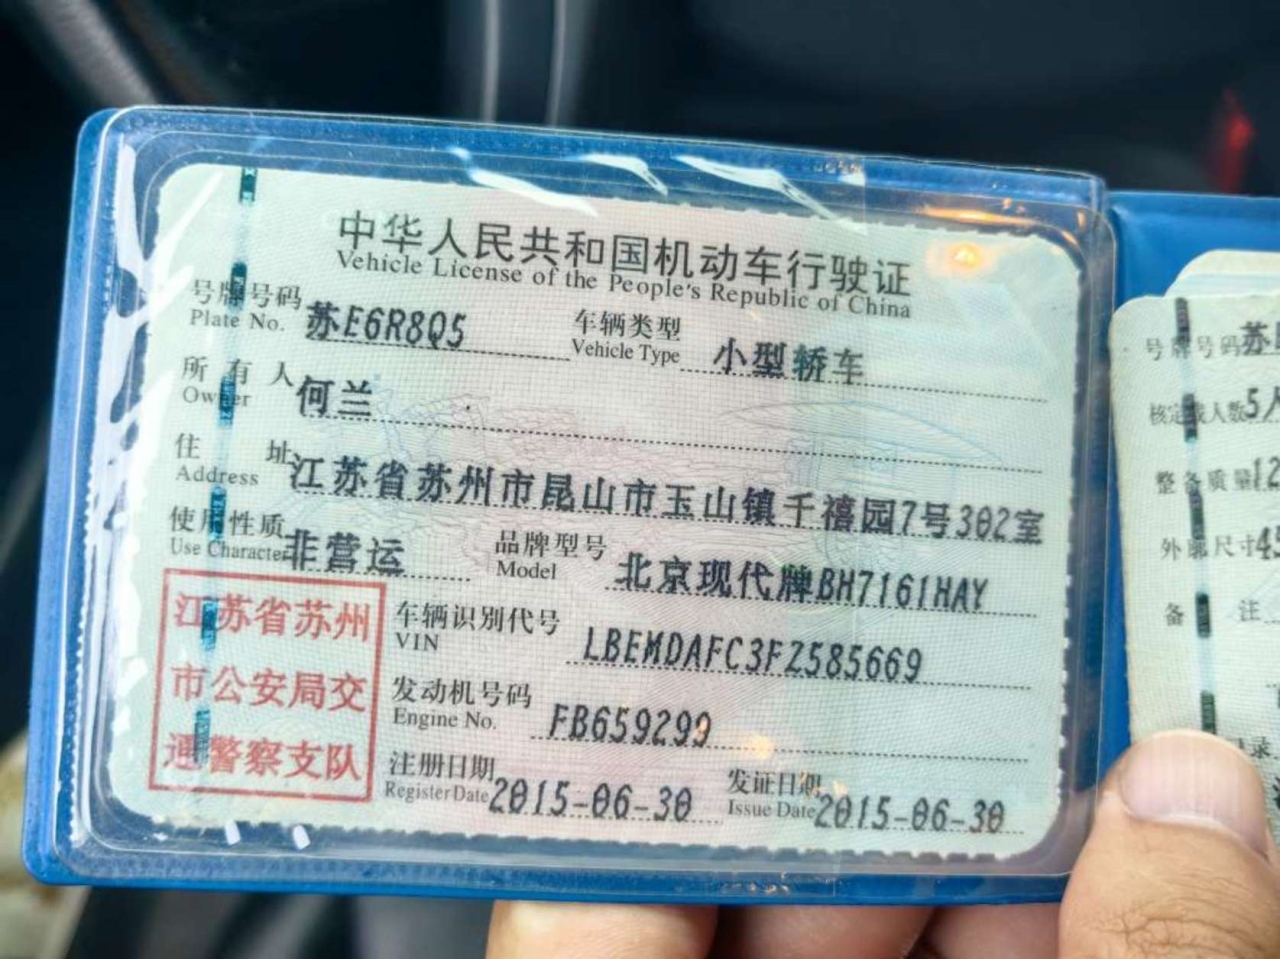 中华人民共和国机动车行驶证
Vehicle License of the People's Republic of China
号牌号码 苏E6R8Q5 车辆类型 小型轿车
Plate No. Vehicle Type
所有人 何兰
Owner
住址 江苏省苏州市昆山市玉山镇千禧园7号302室
Address
使用性质 非营运 品牌型号 北京现代牌BH7161HAY
Use Character Model
江苏省苏州
市公安局交
通警察支队
车辆识别代号 LBEMDAFC3FZ585669
VIN
发动机号码 FB659299
Engine No.
注册日期 2015-06-30 发证日期 2015-06-30
Register Date Issue Date
号牌号码 苏
核定载人数 5人
整备质量 12
外廓尺寸 45
备注